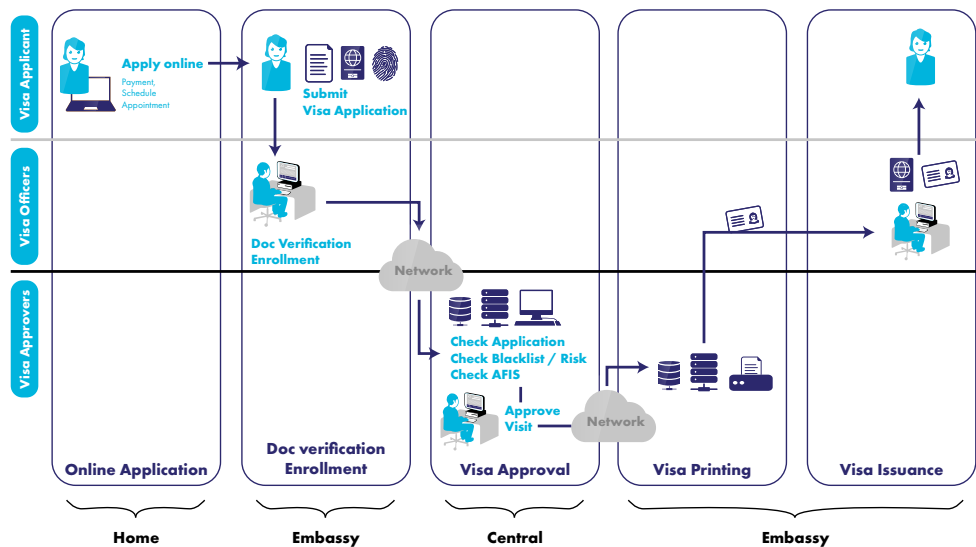 Visa Applicant
Apply online
Payment,
Schedule
Appointment
Submit
Visa Application
Visa Officers
Doc Verification
Enrollment
Network
Visa Approvers
Check Application
Check Blacklist / Risk
Check AFIS
Approve
Visit
Network
Online Application
Doc verification
Enrollment
Visa Approval
Visa Printing
Visa Issuance
Home
Embassy
Central
Embassy